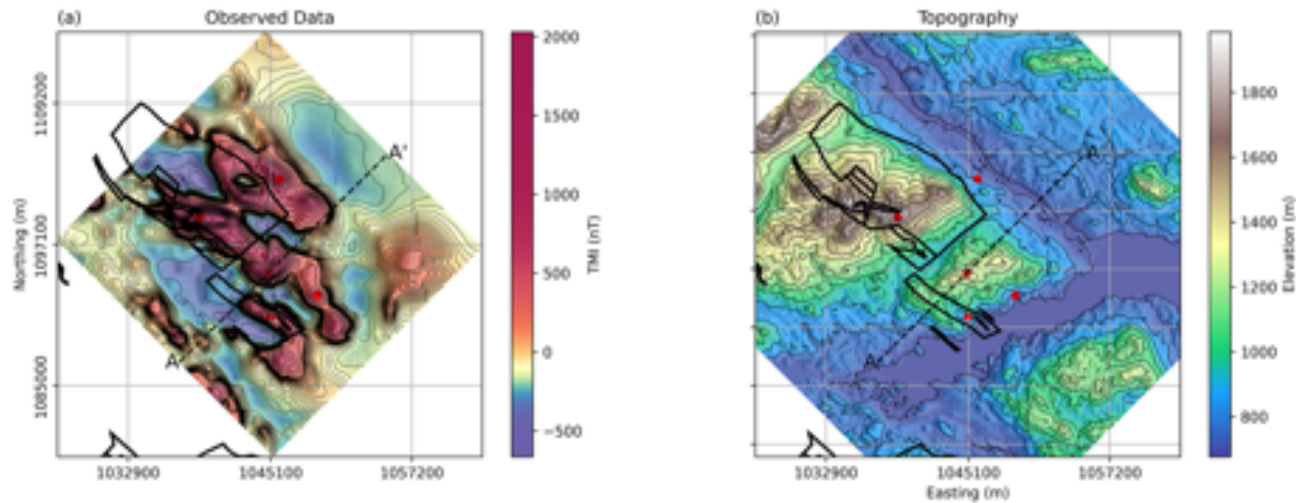 (a) Observed Data
A'
A
Northing (m)
1109200
1097100
1085000
1032900 1045100 1057200
2000
1500
1000
500
0
−500
TMI (nT)
(b) Topography
A'
A
1032900 1045100 1057200
Easting (m)
1800
1600
1400
1200
1000
800
Elevation (m)